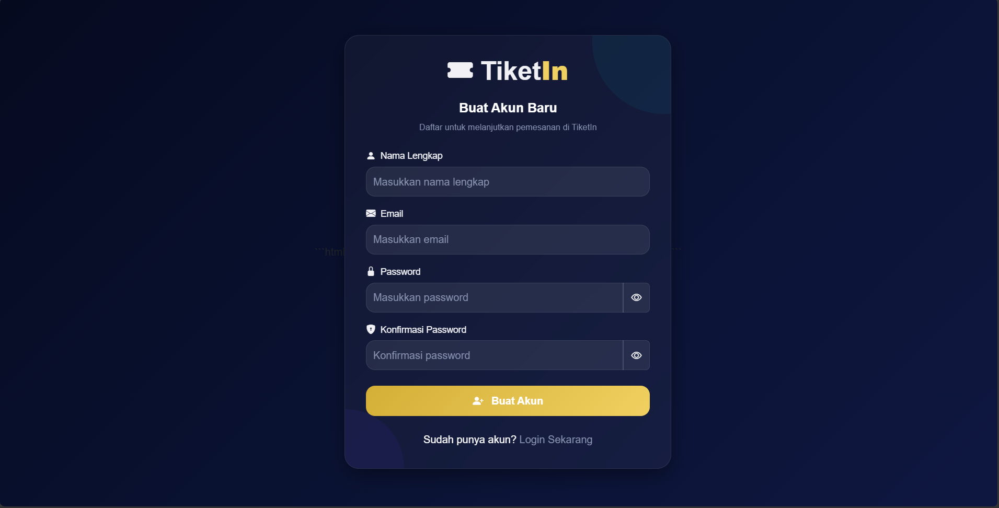 TiketIn
Buat Akun Baru
Daftar untuk melanjutkan pemesanan di TiketIn
Nama Lengkap
Masukkan nama lengkap
Email
Masukkan email
```html
```
Password
Masukkan password
Konfirmasi Password
Konfirmasi password
Buat Akun
Sudah punya akun? Login Sekarang